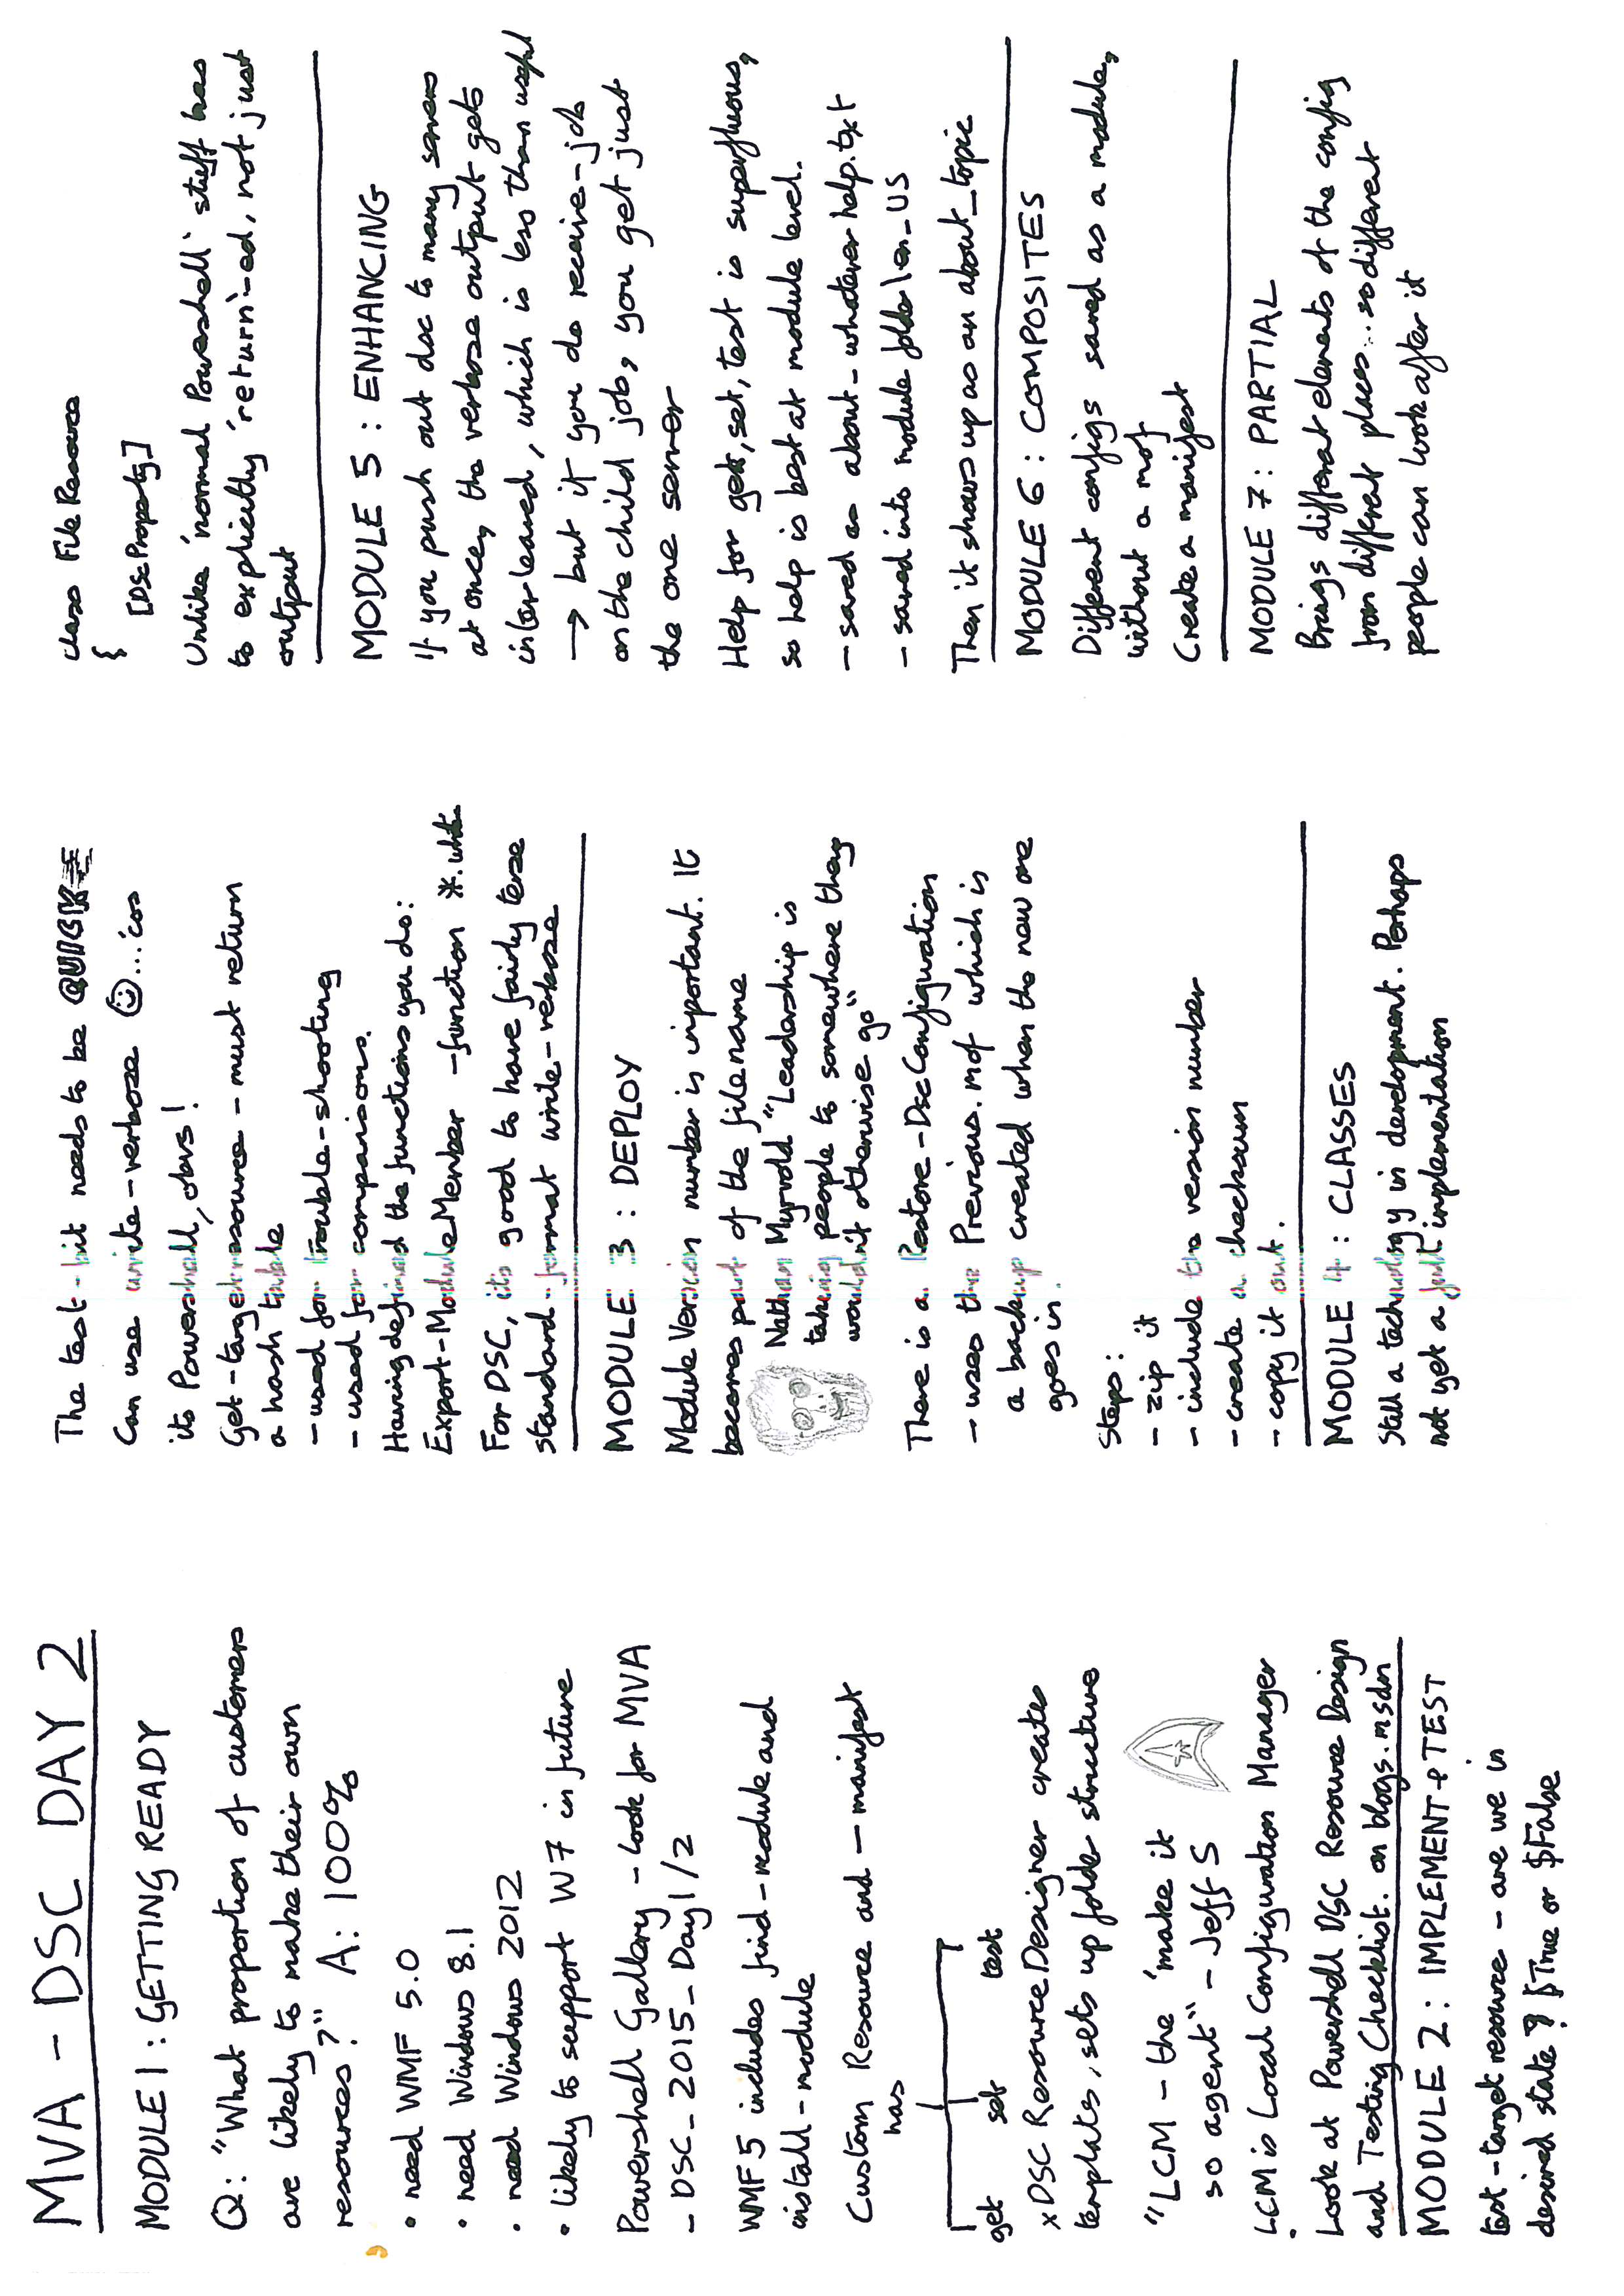 MVA - DSC DAY 2
MODULE 1 : GETTING READY
Q: "What proportion of customers
are likely to make their own
resources?" A: 100%
• need WMF 5.0
• need Windows 8.1
• need Windows 2012
• likely to support W7 in future
Powershell Gallery - look for MVA
_ DSC_ 2015_ Day1/2
WMF 5 includes find-module and
install-module
Custom Resource and — manifest
has
get set test
xDSC ResourceDesigner creates
templates, sets up folder structure
"LCM - the 'make it
so agent" - Jeff S
LCM is Local Configuration Manager
Look at Powershell DSC Resource Design
and Testing Checklist. on blogs.msdn
MODULE 2 : IMPLEMENT & TEST
test-target resource - are we in
desired state? $True or $False
The test-bit needs to be QUICK
Can use write-verbose ☺...'cos
its Powershell, obvs!
Get-target resource - must return
a hash table
- used for trouble-shooting
- used for comparisons.
Having defined the functions you do:
Export-ModuleMember -function *.
For DSC, its good to have fairly terse
standard-format write-verbose
MODULE 3 : DEPLOY
Module Version number is important. It
becomes part of the filename
Nathan Myrvold "Leadership is
taking people to somewhere they
wouldn't otherwise go"
There is a Restore-DscConfiguration
- uses the Previous.mof which is
a backup created when the new one
goes in.
Steps:
- zip it
- include the version number
- create a checksum
- copy it out.
MODULE 4 : CLASSES
Still a technology in development. Perhaps
not yet a full implementation
class FileResource
{
[DscProperty]
Unlike 'normal Powershell' stuff has
to explicitly 'return'-ed, not just
output
MODULE 5 : ENHANCING
If you push out dsc to many servers
at once, the verbose output gets
interleaved, which is less than useful
→ but if you do receive-job
on the child job, you get just
the one server
Help for get, set, test is superfluous,
so help is best at module level.
- saved as about_whatever help.txt
- saved into module folder\en_US
Then it shows up as an about_topic
MODULE 6 : COMPOSITES
Different configs saved as a module,
without a mof
Create a manifest
MODULE 7 : PARTIAL
Brings different elements of the config
from different places...so different
people can look after it